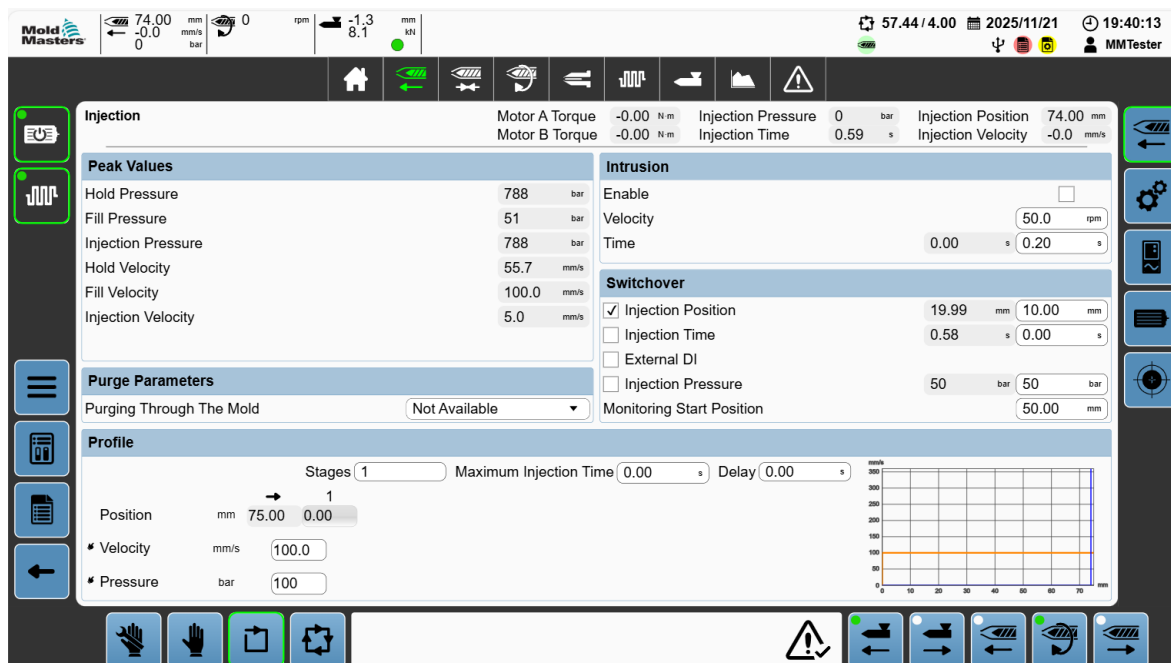 Mold Masters
74.00 mm
-0.0 mm/s
0 bar
0 rpm
-1.3 mm
8.1 kN
57.44 / 4.00
2025/11/21
19:40:13
MMTester
Injection
Motor A Torque -0.00 N·m Injection Pressure 0 bar Injection Position 74.00 mm
Motor B Torque -0.00 N·m Injection Time 0.59 s Injection Velocity -0.0 mm/s
Peak Values
Hold Pressure 788 bar
Fill Pressure 51 bar
Injection Pressure 788 bar
Hold Velocity 55.7 mm/s
Fill Velocity 100.0 mm/s
Injection Velocity 5.0 mm/s
Intrusion
Enable
Velocity 50.0 rpm
Time 0.00 s 0.20 s
Switchover
Injection Position 19.99 mm 10.00 mm
Injection Time 0.58 s 0.00 s
External DI
Injection Pressure 50 bar 50 bar
Monitoring Start Position 50.00 mm
Purge Parameters
Purging Through The Mold Not Available
Profile
Stages 1 Maximum Injection Time 0.00 s Delay 0.00 s
1
Position mm 75.00 0.00
Velocity mm/s 100.0
Pressure bar 100
mm/s
350
300
250
200
150
100
50
0
0 10 20 30 40 50 60 70 mm